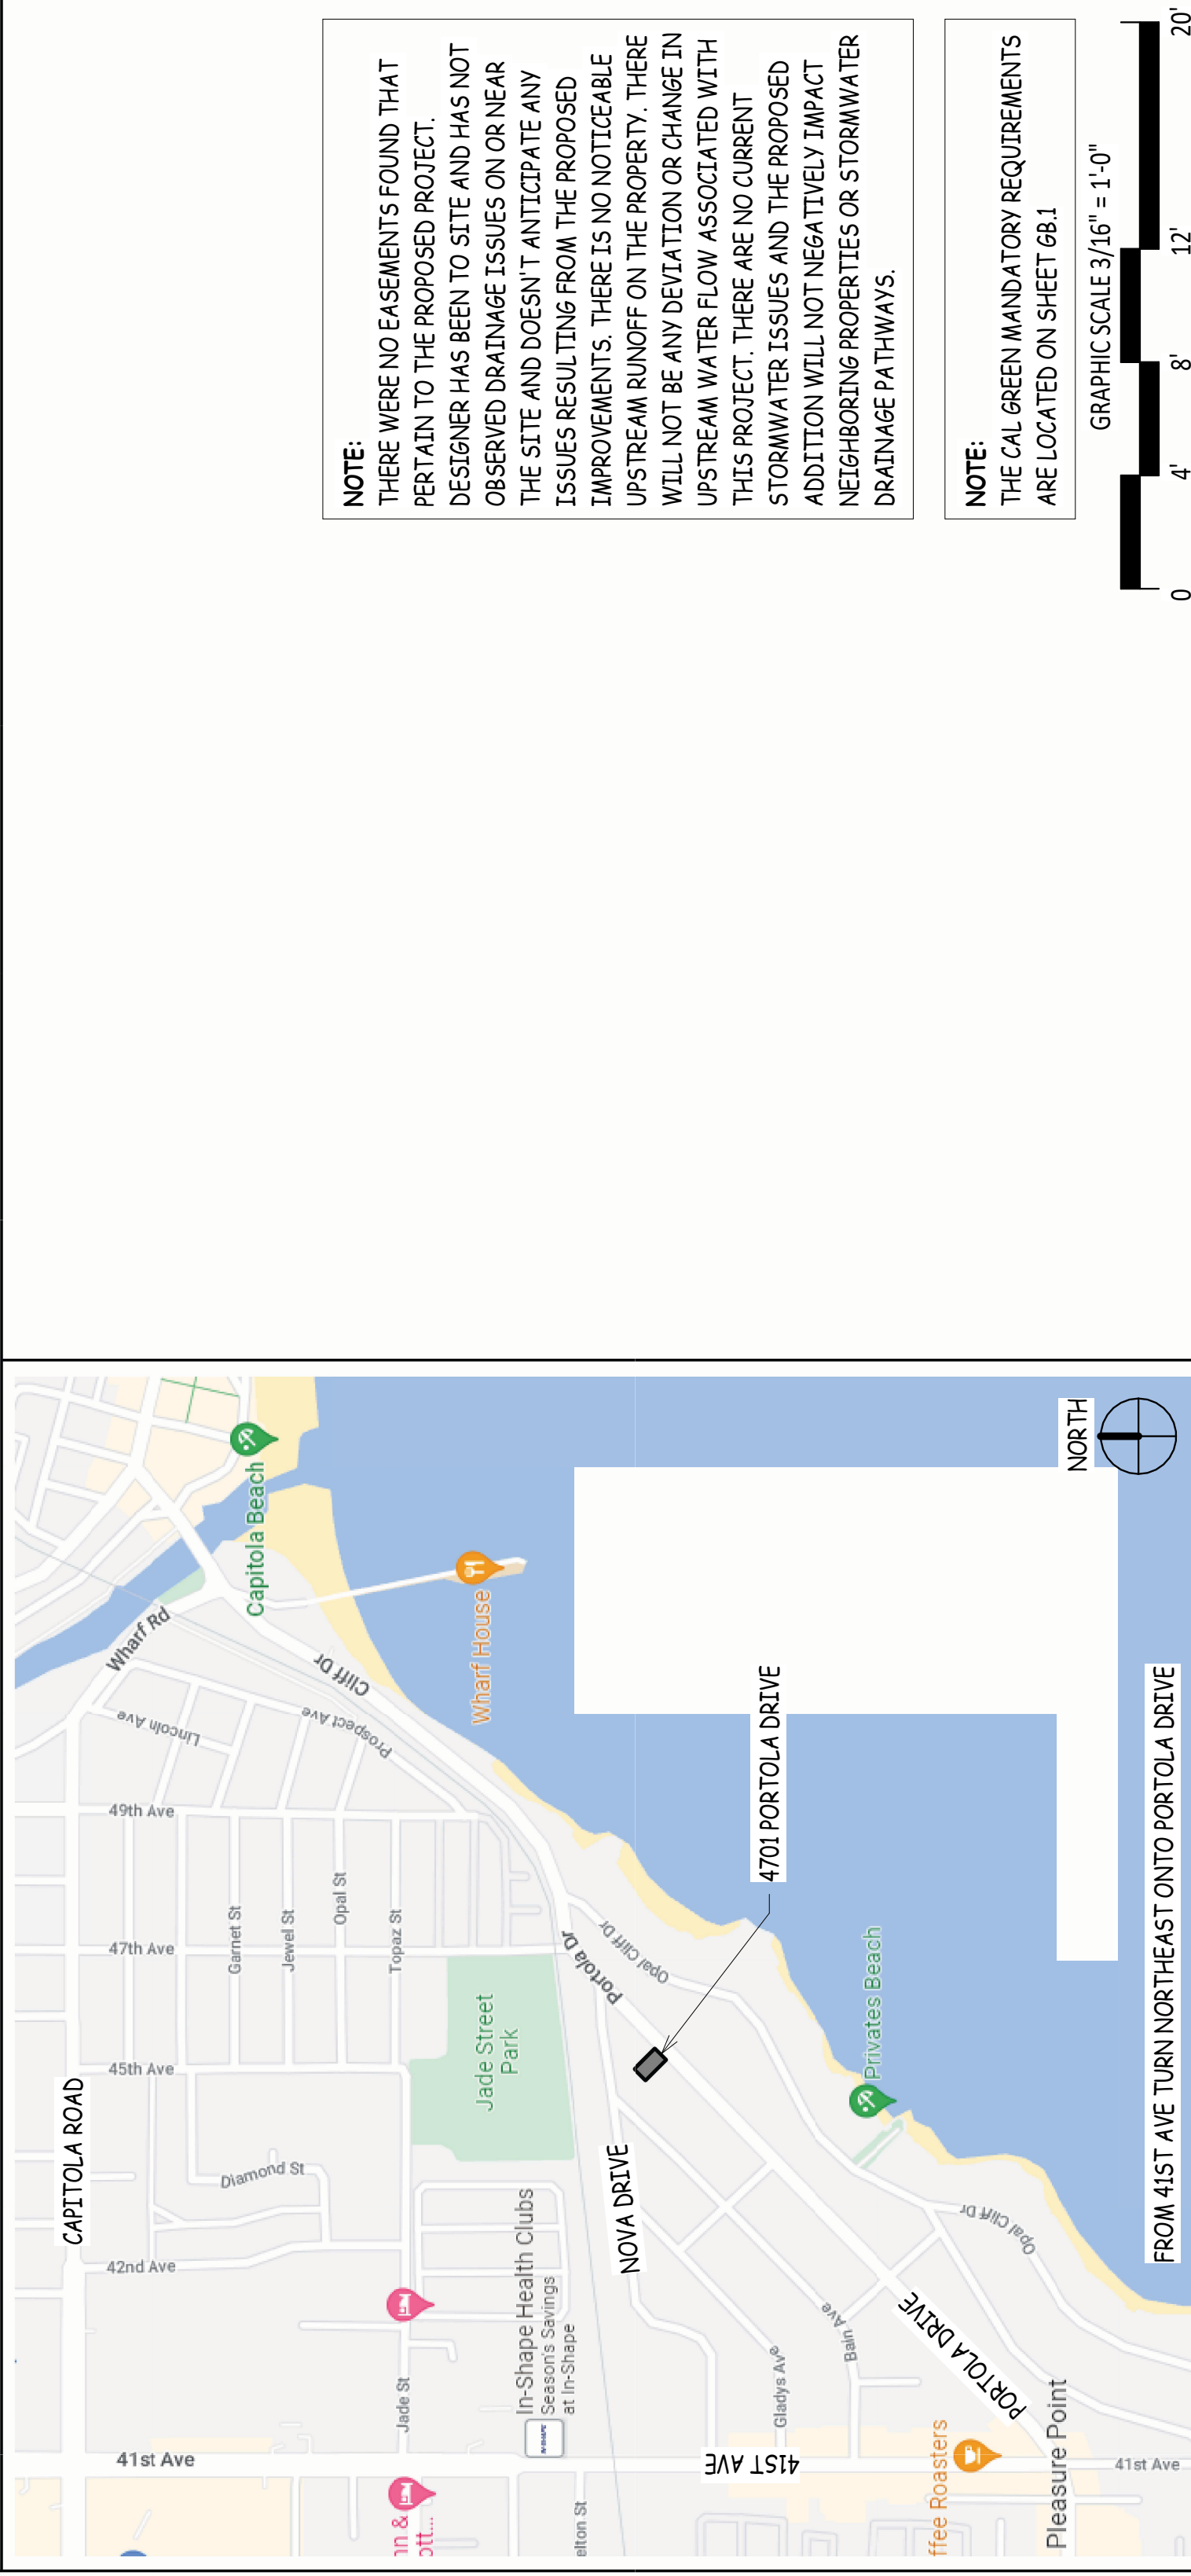 CAPITOLA ROAD
Wharf Rd
Capitola Beach
Lincoln Ave
Cliff Dr
Prospect Ave
49th Ave
47th Ave
45th Ave
42nd Ave
41st Ave
Garnet St
Jewel St
Opal St
Topaz St
Diamond St
Jade St
Wharf House
Jade Street
Park
In-Shape Health Clubs
Season's Savings
at In-Shape
IN-SHAPE
nn &
ott...
elton St
Portola Dr
Opal Cliff Dr
NOVA DRIVE
4701 PORTOLA DRIVE
41ST AVE
Gladys Ave
Bain Ave
Privates Beach
PORTOLA DRIVE
Opal Cliff Dr
ffee Roasters
Pleasure Point
41st Ave
NORTH
FROM 41ST AVE TURN NORTHEAST ONTO PORTOLA DRIVE
NOTE:
THERE WERE NO EASEMENTS FOUND THAT
PERTAIN TO THE PROPOSED PROJECT.
DESIGNER HAS BEEN TO SITE AND HAS NOT
OBSERVED DRAINAGE ISSUES ON OR NEAR
THE SITE AND DOESN'T ANTICIPATE ANY
ISSUES RESULTING FROM THE PROPOSED
IMPROVEMENTS. THERE IS NO NOTICEABLE
UPSTREAM RUNOFF ON THE PROPERTY. THERE
WILL NOT BE ANY DEVIATION OR CHANGE IN
UPSTREAM WATER FLOW ASSOCIATED WITH
THIS PROJECT. THERE ARE NO CURRENT
STORMWATER ISSUES AND THE PROPOSED
ADDITION WILL NOT NEGATIVELY IMPACT
NEIGHBORING PROPERTIES OR STORMWATER
DRAINAGE PATHWAYS.
NOTE:
THE CAL GREEN MANDATORY REQUIREMENTS
ARE LOCATED ON SHEET GB.1
GRAPHIC SCALE 3/16" = 1'-0"
0 4' 8' 12' 20'